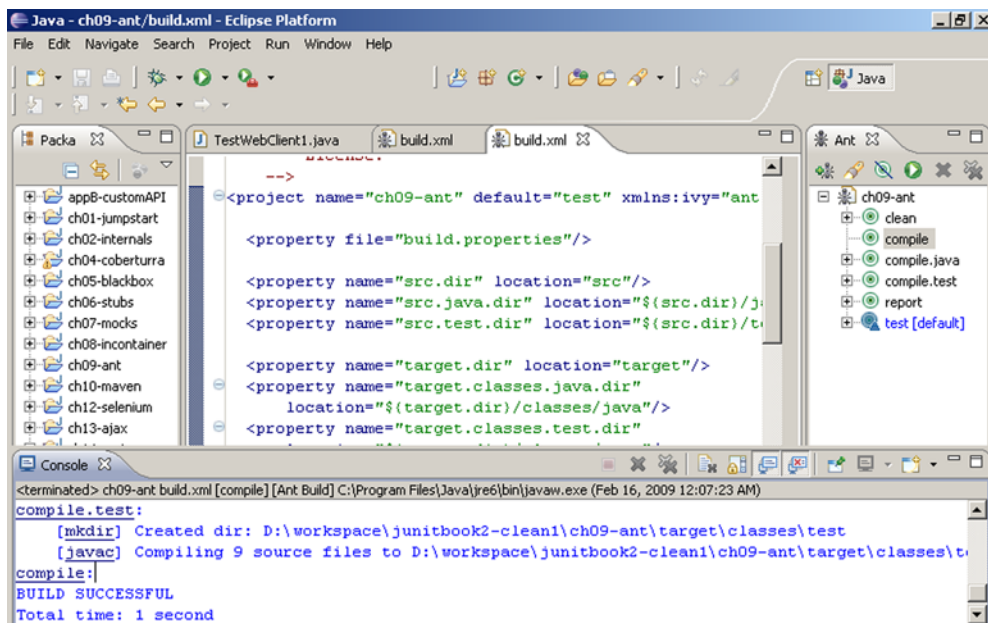 Java - ch09-ant/build.xml - Eclipse Platform
File Edit Navigate Search Project Run Window Help
Java
Packa
TestWebClient1.java
build.xml
build.xml
Ant
appB-customAPI
ch01-jumpstart
ch02-internals
ch04-coberturra
ch05-blackbox
ch06-stubs
ch07-mocks
ch08-incontainer
ch09-ant
ch10-maven
ch12-selenium
ch13-ajax
-->
<project name="ch09-ant" default="test" xmlns:ivy="ant
<property file="build.properties"/>
<property name="src.dir" location="src"/>
<property name="src.java.dir" location="${src.dir}/ja
<property name="src.test.dir" location="${src.dir}/te
<property name="target.dir" location="target"/>
<property name="target.classes.java.dir"
location="${target.dir}/classes/java"/>
<property name="target.classes.test.dir"
ch09-ant
clean
compile
compile.java
compile.test
report
test [default]
Console
<terminated> ch09-ant build.xml [compile] [Ant Build] C:\Program Files\Java\jre6\bin\javaw.exe (Feb 16, 2009 12:07:23 AM)
compile.test:
[mkdir] Created dir: D:\workspace\junitbook2-clean1\ch09-ant\target\classes\test
[javac] Compiling 9 source files to D:\workspace\junitbook2-clean1\ch09-ant\target\classes\te
compile:
BUILD SUCCESSFUL
Total time: 1 second